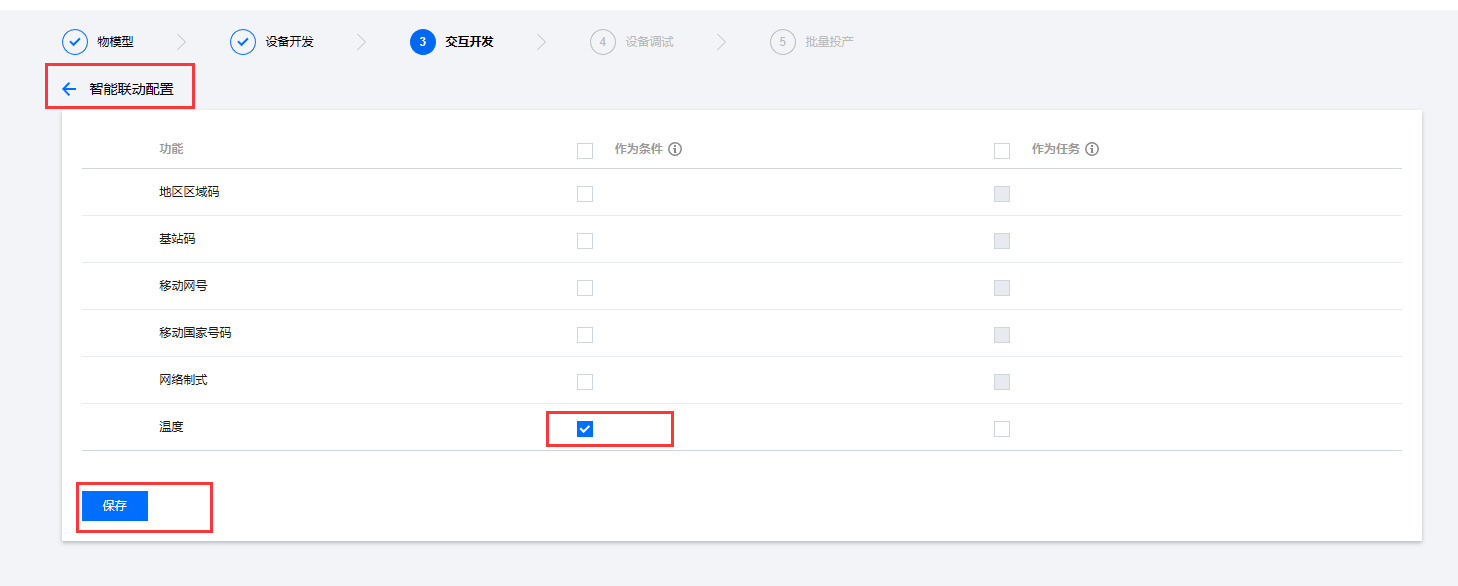 物模型
设备开发
3 交互开发
4 设备调试
5 批量投产
智能联动配置
功能 作为条件 作为任务
地区区域码
基站码
移动网号
移动国家号码
网络制式
温度
保存